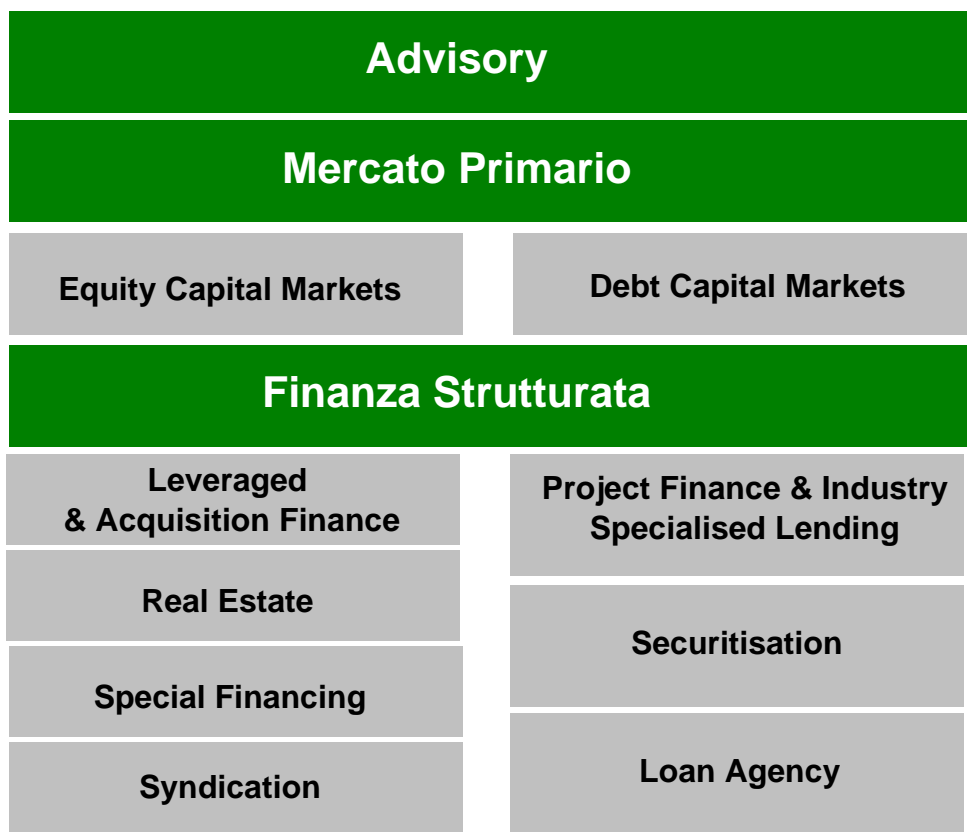 Advisory
Mercato Primario
Equity Capital Markets
Debt Capital Markets
Finanza Strutturata
Leveraged
& Acquisition Finance
Project Finance & Industry
Specialised Lending
Real Estate
Securitisation
Special Financing
Loan Agency
Syndication